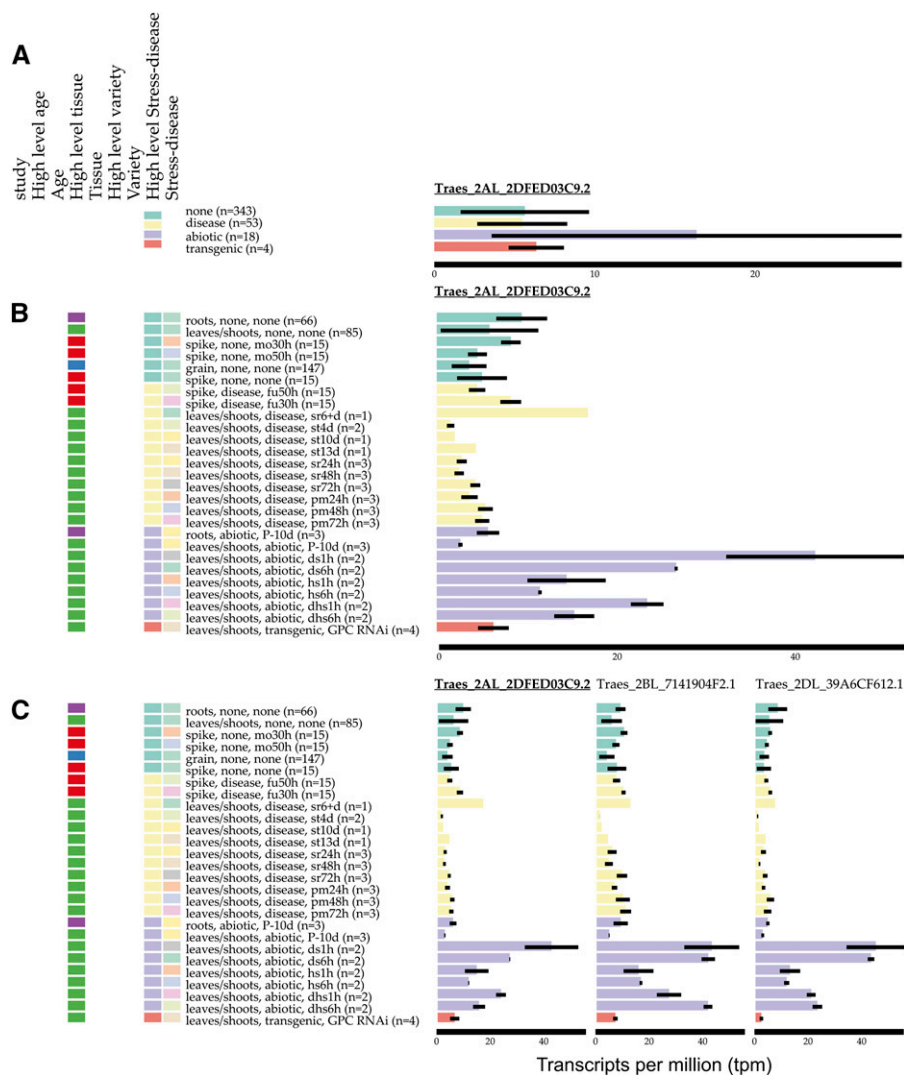 A
study
High level age
Age
High level tissue
Tissue
High level variety
Variety
High level Stress-disease
Stress-disease
none (n=343)
disease (n=53)
abiotic (n=18)
transgenic (n=4)
Traes_2AL_2DFED03C9.2
0 10 20
B
Traes_2AL_2DFED03C9.2
roots, none, none (n=66)
leaves/shoots, none, none (n=85)
spike, none, mo30h (n=15)
spike, none, mo50h (n=15)
grain, none, none (n=147)
spike, none, none (n=15)
spike, disease, fu50h (n=15)
spike, disease, fu30h (n=15)
leaves/shoots, disease, sr6+d (n=1)
leaves/shoots, disease, st4d (n=2)
leaves/shoots, disease, st10d (n=1)
leaves/shoots, disease, st13d (n=1)
leaves/shoots, disease, sr24h (n=3)
leaves/shoots, disease, sr48h (n=3)
leaves/shoots, disease, sr72h (n=3)
leaves/shoots, disease, pm24h (n=3)
leaves/shoots, disease, pm48h (n=3)
leaves/shoots, disease, pm72h (n=3)
roots, abiotic, P-10d (n=3)
leaves/shoots, abiotic, P-10d (n=3)
leaves/shoots, abiotic, ds1h (n=2)
leaves/shoots, abiotic, ds6h (n=2)
leaves/shoots, abiotic, hs1h (n=2)
leaves/shoots, abiotic, hs6h (n=2)
leaves/shoots, abiotic, dhs1h (n=2)
leaves/shoots, abiotic, dhs6h (n=2)
leaves/shoots, transgenic, GPC RNAi (n=4)
0 20 40
C
Traes_2AL_2DFED03C9.2 Traes_2BL_7141904F2.1 Traes_2DL_39A6CF612.1
roots, none, none (n=66)
leaves/shoots, none, none (n=85)
spike, none, mo30h (n=15)
spike, none, mo50h (n=15)
grain, none, none (n=147)
spike, none, none (n=15)
spike, disease, fu50h (n=15)
spike, disease, fu30h (n=15)
leaves/shoots, disease, sr6+d (n=1)
leaves/shoots, disease, st4d (n=2)
leaves/shoots, disease, st10d (n=1)
leaves/shoots, disease, st13d (n=1)
leaves/shoots, disease, sr24h (n=3)
leaves/shoots, disease, sr48h (n=3)
leaves/shoots, disease, sr72h (n=3)
leaves/shoots, disease, pm24h (n=3)
leaves/shoots, disease, pm48h (n=3)
leaves/shoots, disease, pm72h (n=3)
roots, abiotic, P-10d (n=3)
leaves/shoots, abiotic, P-10d (n=3)
leaves/shoots, abiotic, ds1h (n=2)
leaves/shoots, abiotic, ds6h (n=2)
leaves/shoots, abiotic, hs1h (n=2)
leaves/shoots, abiotic, hs6h (n=2)
leaves/shoots, abiotic, dhs1h (n=2)
leaves/shoots, abiotic, dhs6h (n=2)
leaves/shoots, transgenic, GPC RNAi (n=4)
0 20 40 0 20 40 0 20 40
Transcripts per million (tpm)